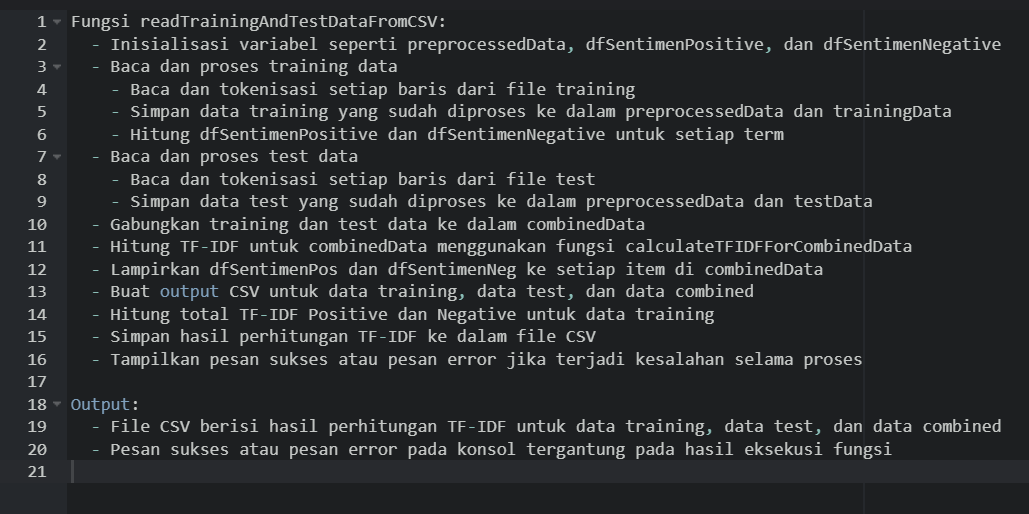 1 Fungsi readTrainingAndTestDataFromCSV:
2 - Inisialisasi variabel seperti preprocessedData, dfSentimenPositive, dan dfSentimenNegative
3 - Baca dan proses training data
4 - Baca dan tokenisasi setiap baris dari file training
5 - Simpan data training yang sudah diproses ke dalam preprocessedData dan trainingData
6 - Hitung dfSentimenPositive dan dfSentimenNegative untuk setiap term
7 - Baca dan proses test data
8 - Baca dan tokenisasi setiap baris dari file test
9 - Simpan data test yang sudah diproses ke dalam preprocessedData dan testData
10 - Gabungkan training dan test data ke dalam combinedData
11 - Hitung TF-IDF untuk combinedData menggunakan fungsi calculateTFIDFForCombinedData
12 - Lampirkan dfSentimenPos dan dfSentimenNeg ke setiap item di combinedData
13 - Buat output CSV untuk data training, data test, dan data combined
14 - Hitung total TF-IDF Positive dan Negative untuk data training
15 - Simpan hasil perhitungan TF-IDF ke dalam file CSV
16 - Tampilkan pesan sukses atau pesan error jika terjadi kesalahan selama proses
17
18 Output:
19 - File CSV berisi hasil perhitungan TF-IDF untuk data training, data test, dan data combined
20 - Pesan sukses atau pesan error pada konsol tergantung pada hasil eksekusi fungsi
21